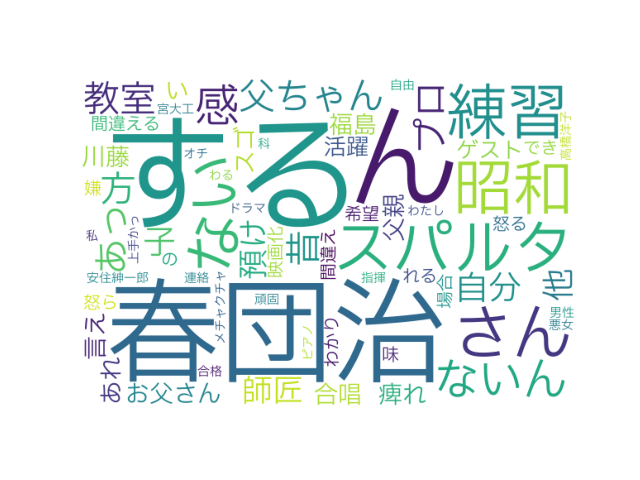 する
ん
春団治
昭和
練習
スパルタ
さん
ない
教室
い
宮大工
感
父ちゃん
プロ
自由
間違える
オチ
スゴ
福島
科
活躍
ゲスト
でき
高橋洋子
川藤
方
わる
嫌
あっ
子
の
ドラマ
預け
映画化
昔
希望
間違え
父親
わたし
怒る
私
上手かっ
安住紳一郎
連絡
メチャクチャ
指揮
れる
場合
自分
他
怒ら
言え
頑固
ピアノ
わかり
味
男性
悪女
あれ
お父さん
合格
師匠
合唱
痺れ
ないん